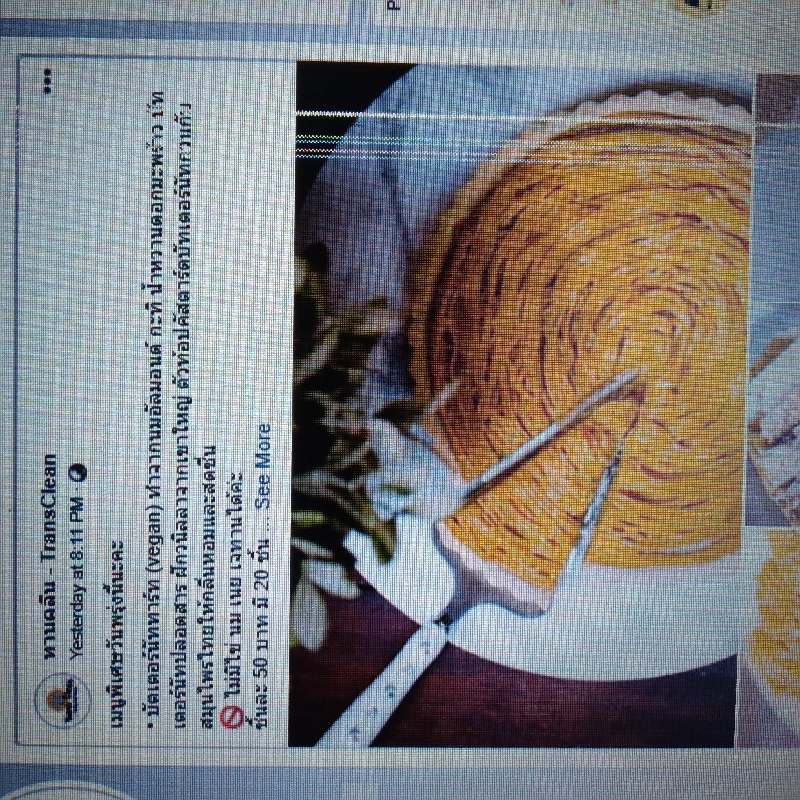 ทานคลีน - TransClean
Yesterday at 8:11 PM ·
เมนูพิเศษวันพรุ่งนี้นะคะ
• บัตเตอร์นัททาร์ท (vegan) ทำจากนมอัลมอนด์ กะทิ น้ำหวานดอกมะพร้าว บัท
เตอร์นัทปลอดสาร ฝักวนิลลาจากเขาใหญ่ ตัวท้อปคัสตาร์ดบัทเตอร์นัทกวนกับ
สมุนไพรไทยให้กลิ่นหอมและสดชื่น
🚫 ไม่มีไข่ นม เนย เจทานได้ค่ะ
ชิ้นละ 50 บาท มี 20 ชิ้น ... See More
P